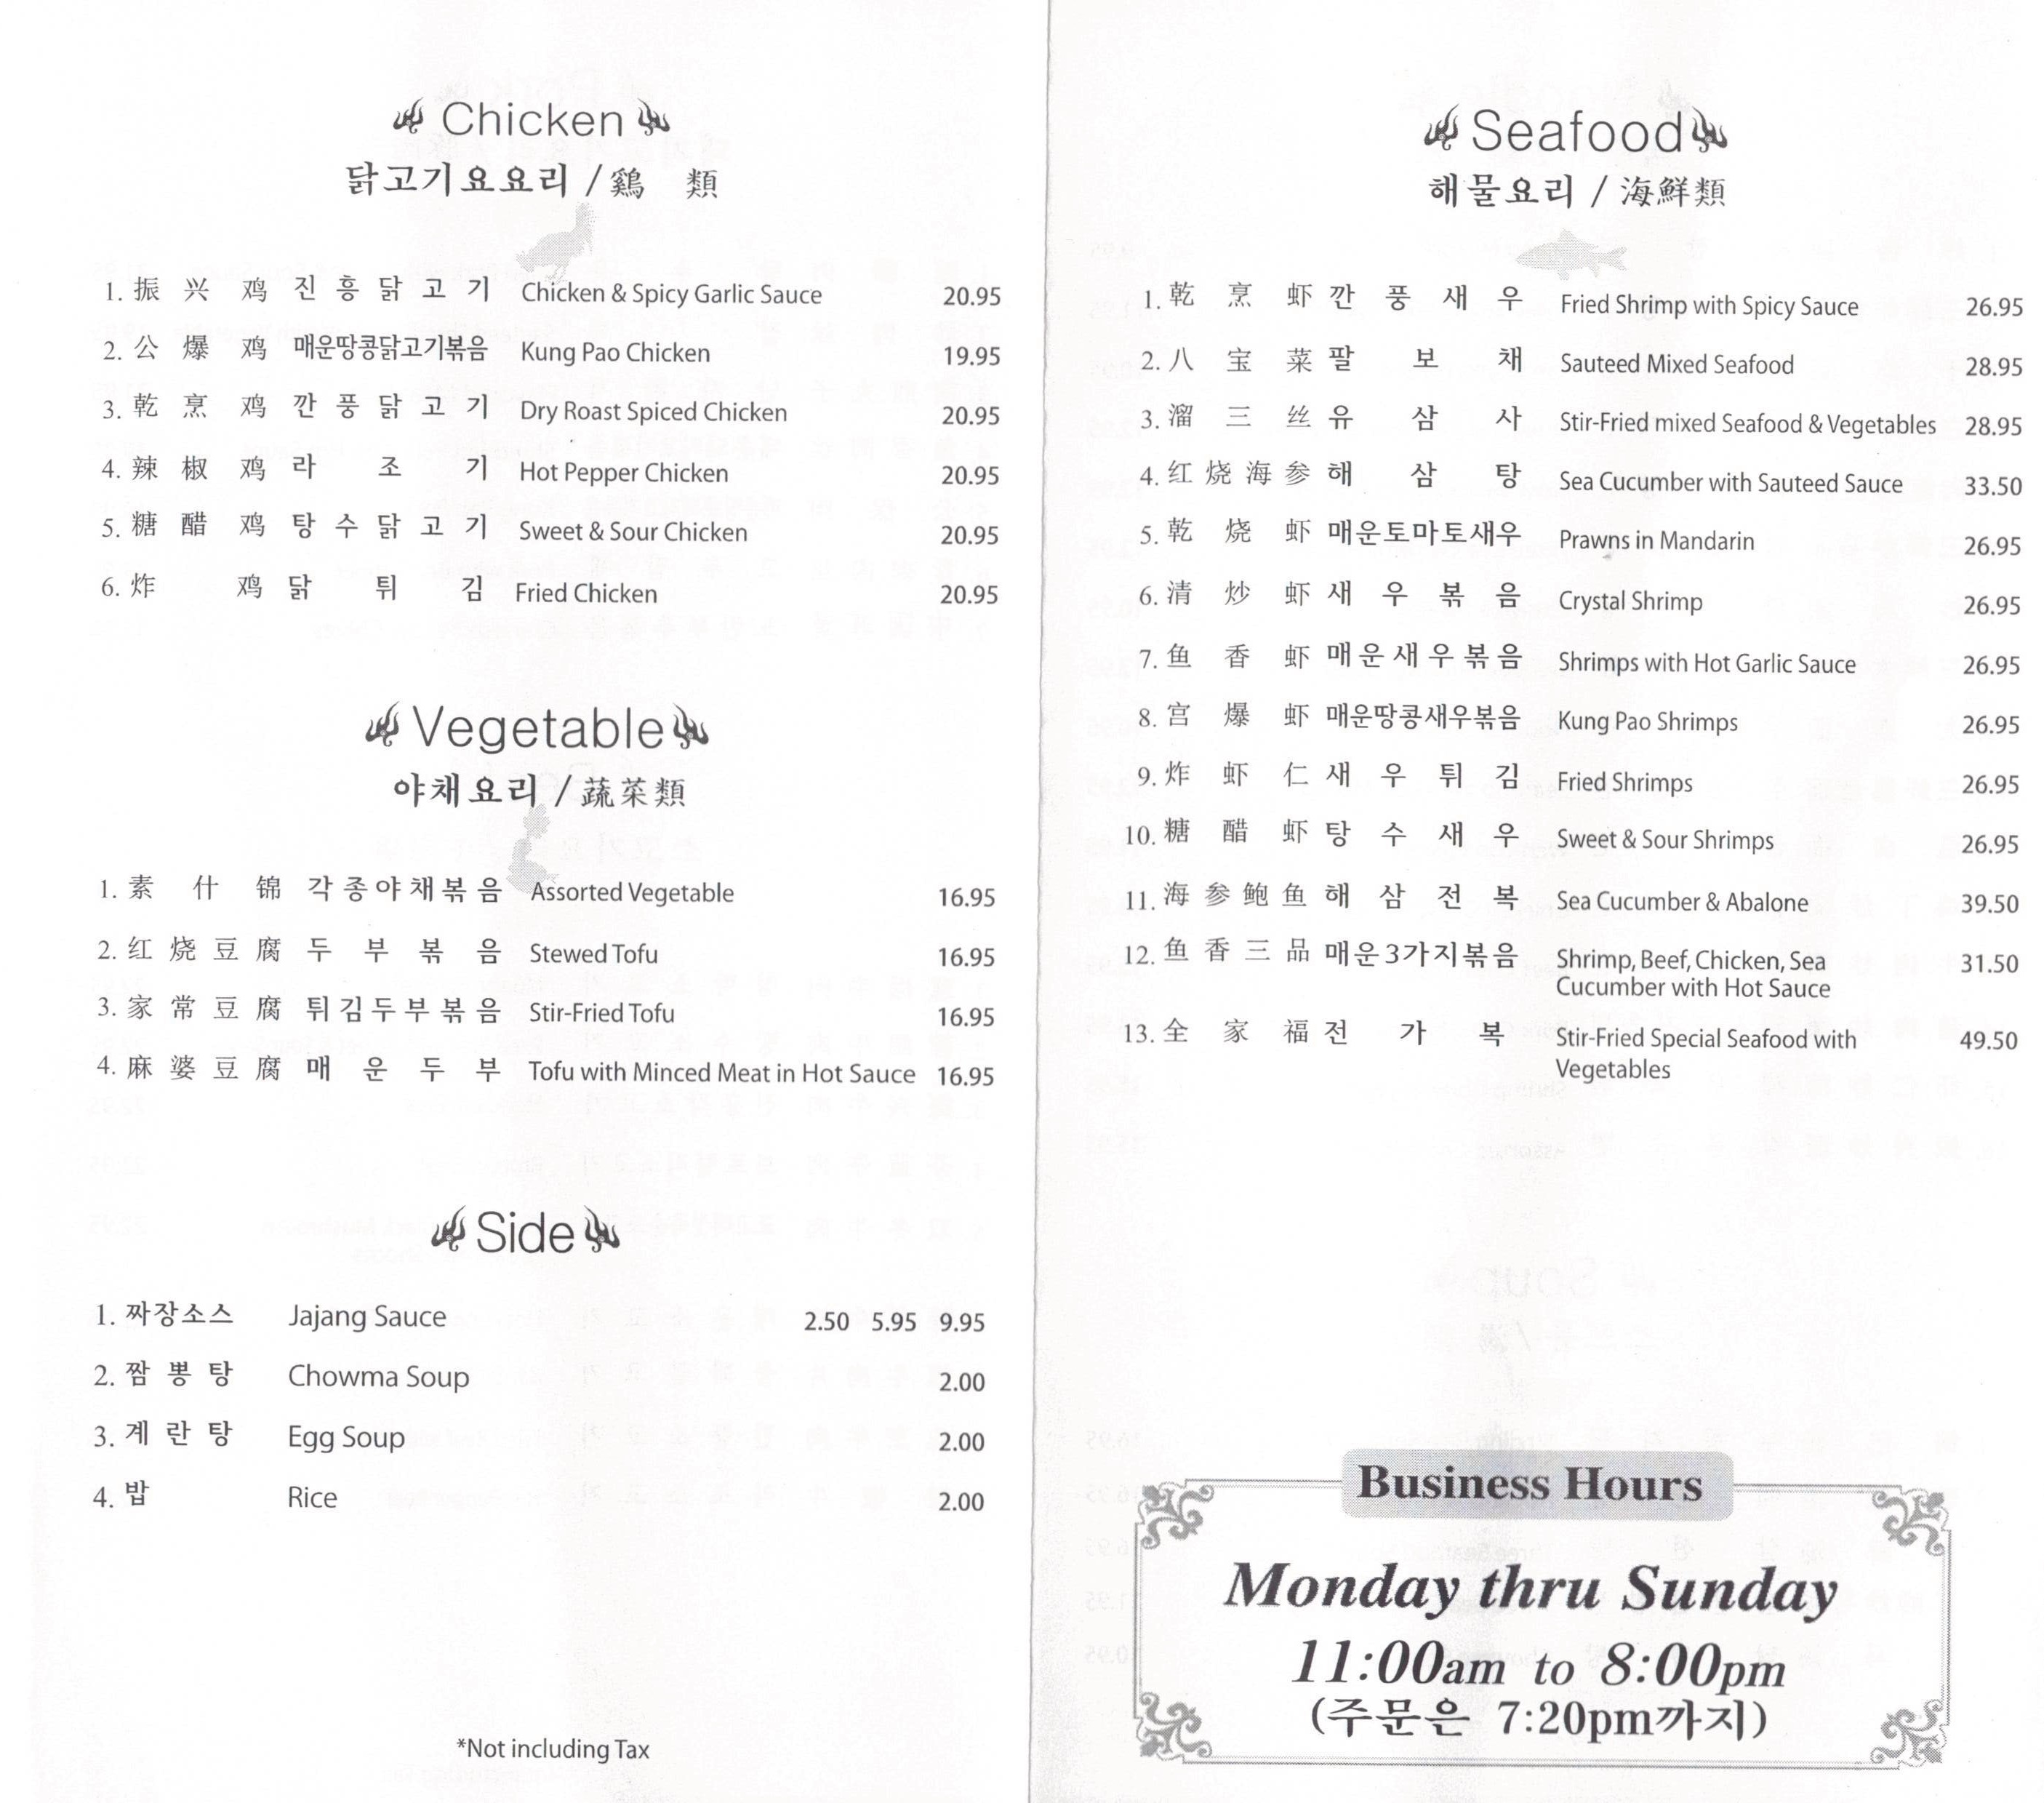 Chicken
닭고기요요리 / 鷄 類
1. 振 兴 鸡 진 흥 닭 고 기 Chicken & Spicy Garlic Sauce 20.95
2. 公 爆 鸡 매운땅콩닭고기볶음 Kung Pao Chicken 19.95
3. 乾 烹 鸡 깐 풍 닭 고 기 Dry Roast Spiced Chicken 20.95
4. 辣 椒 鸡 라 조 기 Hot Pepper Chicken 20.95
5. 糖 醋 鸡 탕 수 닭 고 기 Sweet & Sour Chicken 20.95
6. 炸 鸡 닭 튀 김 Fried Chicken 20.95
Vegetable
야채요리 / 蔬菜類
1. 素 什 锦 각종야채볶음 Assorted Vegetable 16.95
2. 红 烧 豆 腐 두 부 볶 음 Stewed Tofu 16.95
3. 家 常 豆 腐 튀김두부볶음 Stir-Fried Tofu 16.95
4. 麻 婆 豆 腐 매 운 두 부 Tofu with Minced Meat in Hot Sauce 16.95
Side
1. 짜장소스 Jajang Sauce 2.50 5.95 9.95
2. 짬 뽕 탕 Chowma Soup 2.00
3. 계 란 탕 Egg Soup 2.00
4. 밥 Rice 2.00
*Not including Tax
Seafood
해물요리 / 海鮮類
1. 乾 烹 虾 깐 풍 새 우 Fried Shrimp with Spicy Sauce 26.95
2. 八 宝 菜 팔 보 채 Sauteed Mixed Seafood 28.95
3. 溜 三 丝 유 삼 사 Stir-Fried mixed Seafood & Vegetables 28.95
4. 红 烧 海 参 해 삼 탕 Sea Cucumber with Sauteed Sauce 33.50
5. 乾 烧 虾 매운토마토새우 Prawns in Mandarin 26.95
6. 清 炒 虾 새 우 볶 음 Crystal Shrimp 26.95
7. 鱼 香 虾 매운새우볶음 Shrimps with Hot Garlic Sauce 26.95
8. 宫 爆 虾 매운땅콩새우볶음 Kung Pao Shrimps 26.95
9. 炸 虾 仁 새 우 튀 김 Fried Shrimps 26.95
10. 糖 醋 虾 탕 수 새 우 Sweet & Sour Shrimps 26.95
11. 海 参 鲍 鱼 해 삼 전 복 Sea Cucumber & Abalone 39.50
12. 鱼 香 三 品 매운3가지볶음 Shrimp, Beef, Chicken, Sea 31.50
Cucumber with Hot Sauce
13. 全 家 福 전 가 복 Stir-Fried Special Seafood with 49.50
Vegetables
Business Hours
Monday thru Sunday
11:00am to 8:00pm
(주문은 7:20pm까지)